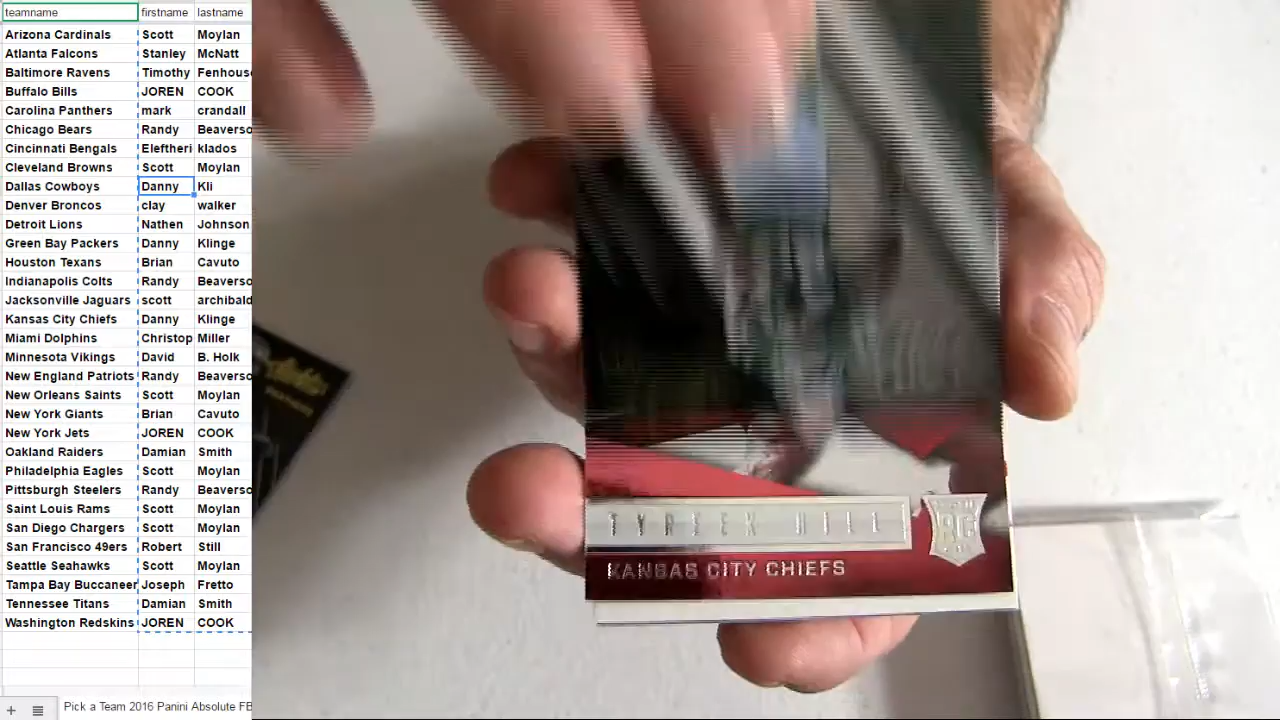 teamname firstname lastname
Arizona Cardinals Scott Moylan
Atlanta Falcons Stanley McNatt
Baltimore Ravens Timothy Fenhouse
Buffalo Bills JOREN COOK
Carolina Panthers mark crandall
Chicago Bears Randy Beaverso
Cincinnati Bengals Eleftheri klados
Cleveland Browns Scott Moylan
Dallas Cowboys Danny Kli
Denver Broncos clay walker
Detroit Lions Nathen Johnson
Green Bay Packers Danny Klinge
Houston Texans Brian Cavuto
Indianapolis Colts Randy Beaverso
Jacksonville Jaguars scott archibald
Kansas City Chiefs Danny Klinge
Miami Dolphins Christop Miller
Minnesota Vikings David B. Holk
New England Patriots Randy Beaverso
New Orleans Saints Scott Moylan
New York Giants Brian Cavuto
New York Jets JOREN COOK
Oakland Raiders Damian Smith
Philadelphia Eagles Scott Moylan
Pittsburgh Steelers Randy Beaverso
Saint Louis Rams Scott Moylan
San Diego Chargers Scott Moylan
San Francisco 49ers Robert Still
Seattle Seahawks Scott Moylan
Tampa Bay Buccaneer Joseph Fretto
Tennessee Titans Damian Smith
Washington Redskins JOREN COOK
Pick a Team 2016 Panini Absolute FB
TYREEK HILL
RC
KANSAS CITY CHIEFS